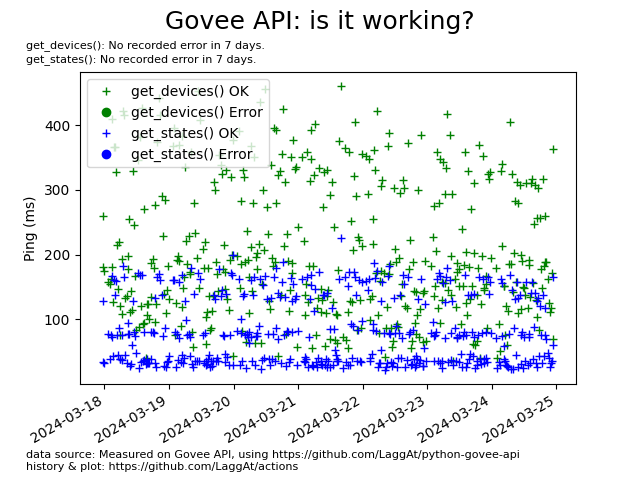 Govee API: is it working?
get_devices(): No recorded error in 7 days.
get_states(): No recorded error in 7 days.
get_devices() OK
get_devices() Error
get_states() OK
get_states() Error
Ping (ms)
400
300
200
100
2024-03-18
2024-03-19
2024-03-20
2024-03-21
2024-03-22
2024-03-23
2024-03-24
2024-03-25
data source: Measured on Govee API, using https://github.com/LaggAt/python-govee-api
history & plot: https://github.com/LaggAt/actions